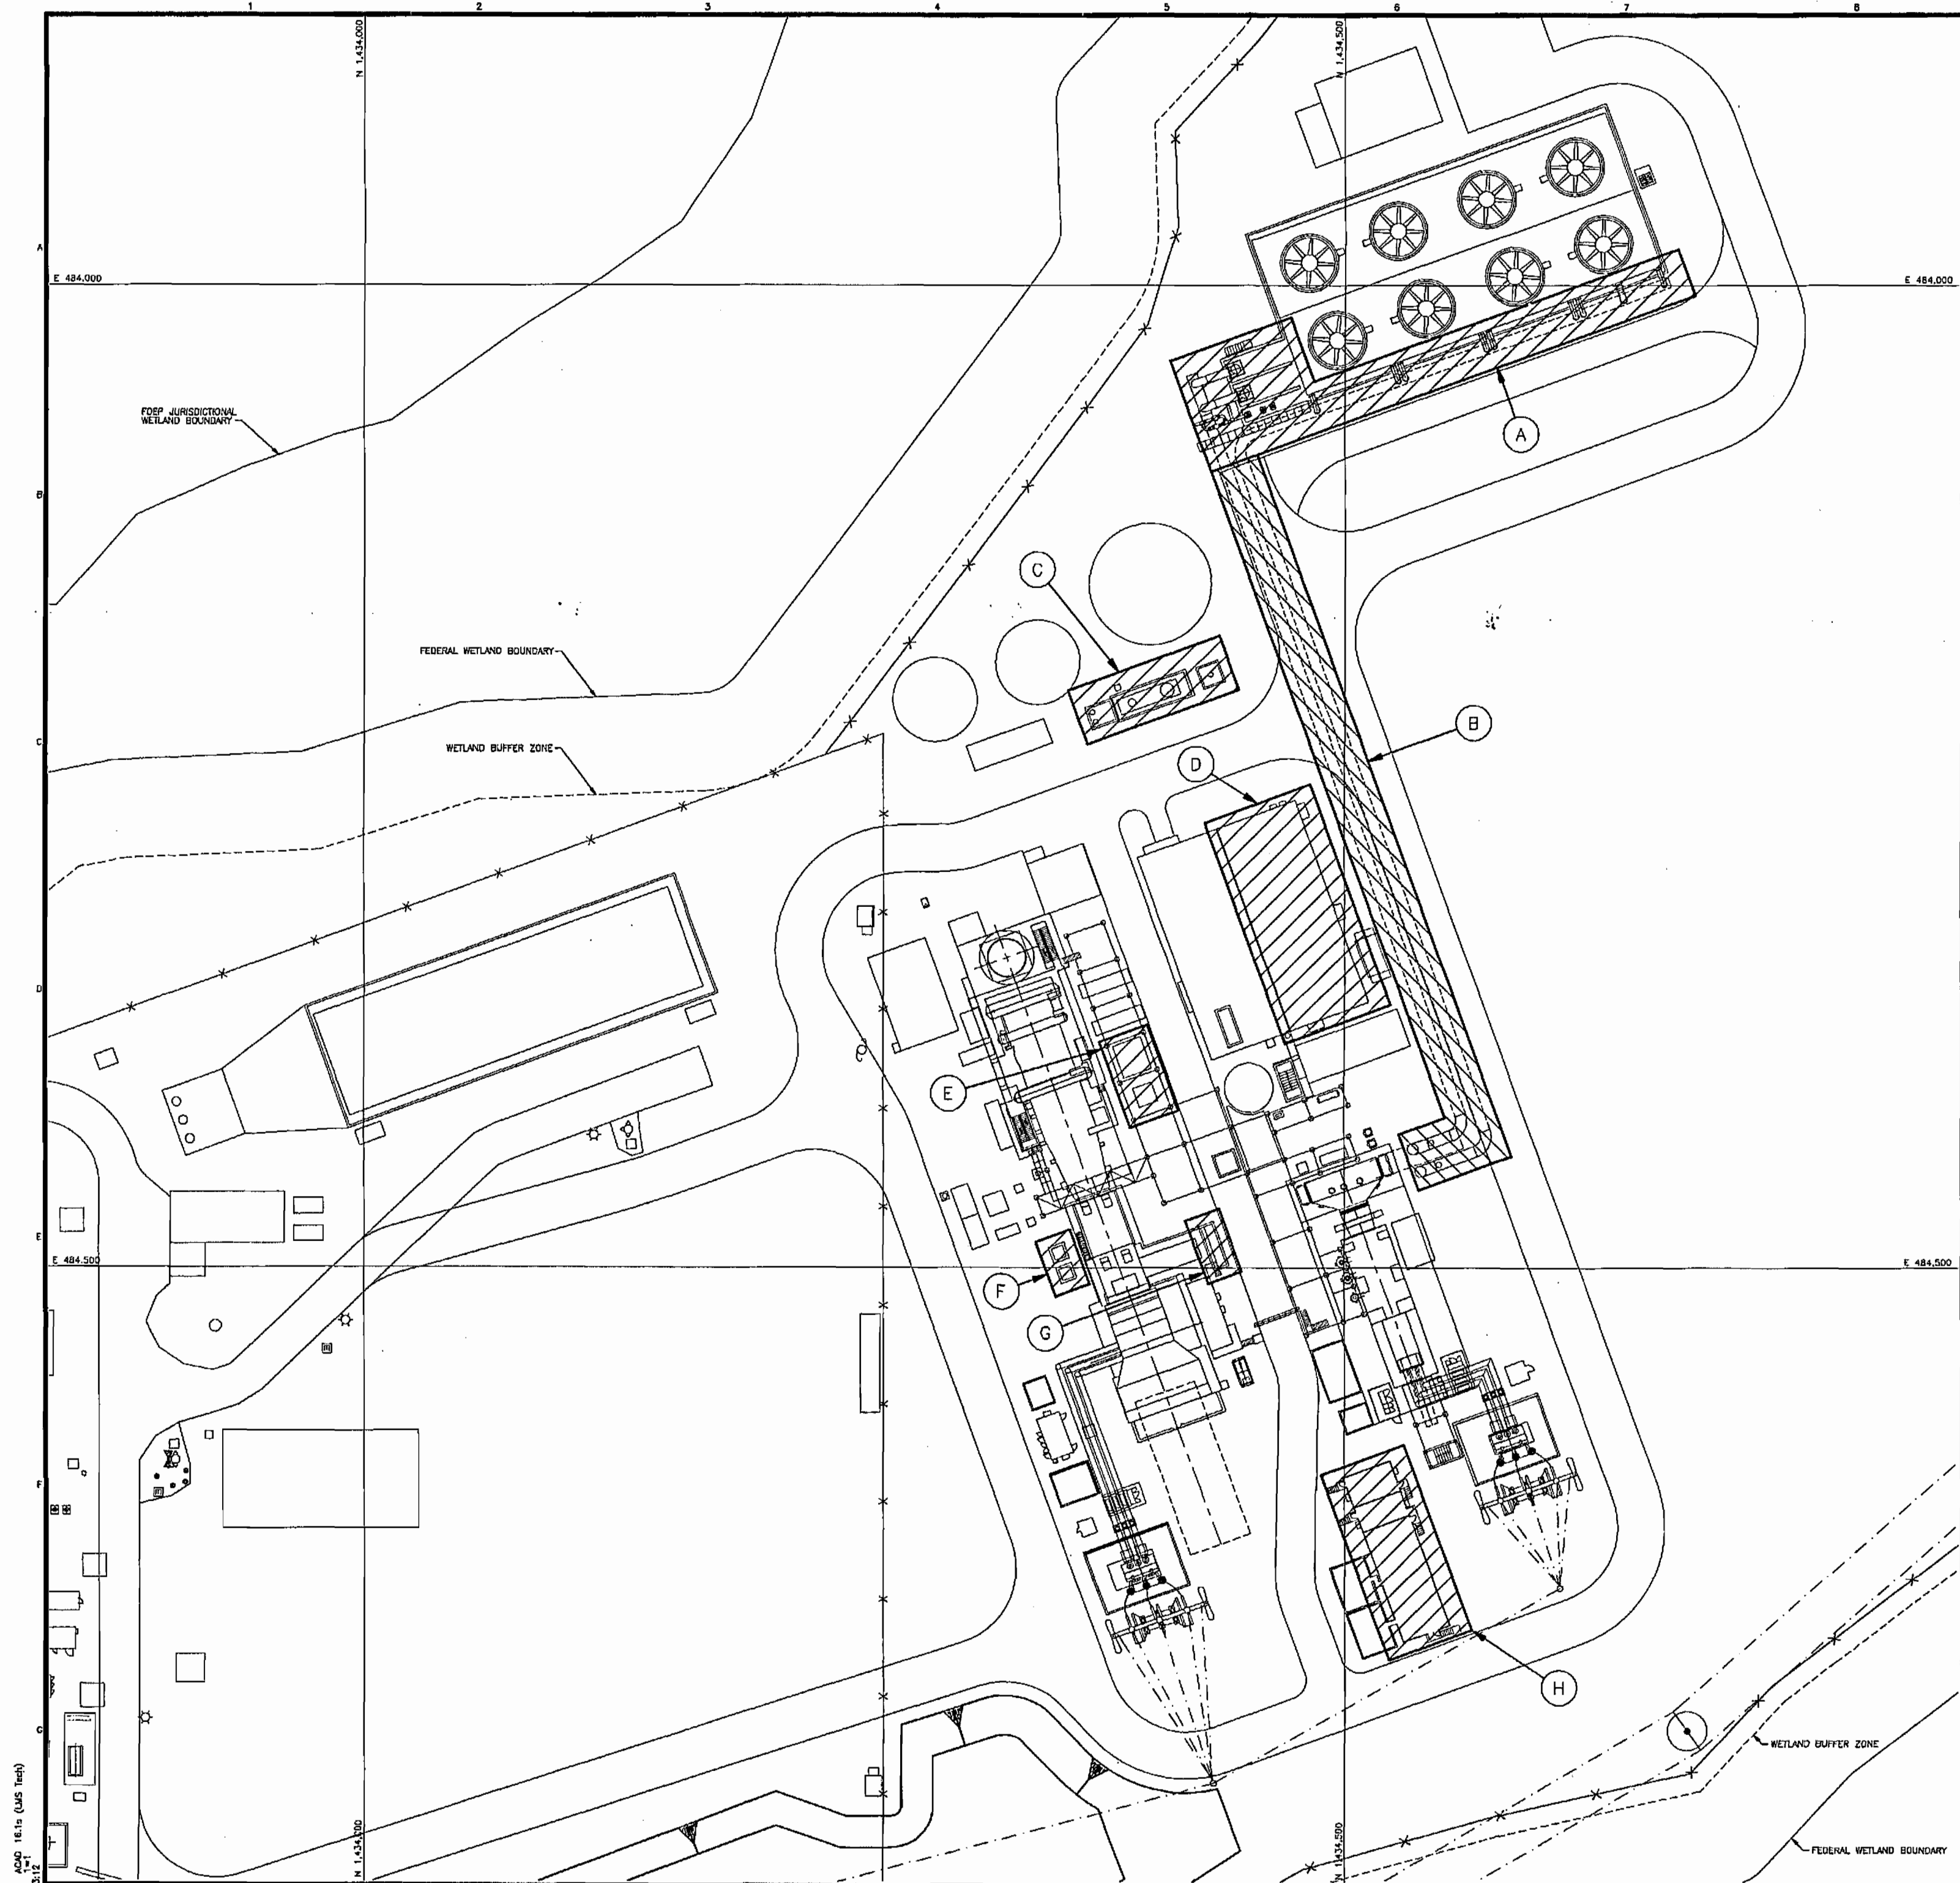 1 2 3 4 5 6 7 8
N 1,434,000
N 1,434,500
A
E 484,000
E 484,000
FDEP JURISDICTIONAL
WETLAND BOUNDARY
A
B
C
FEDERAL WETLAND BOUNDARY
B
C
WETLAND BUFFER ZONE
D
D
E
E
E 484,500
E 484,500
F
G
F
H
G
WETLAND BUFFER ZONE
N 1,434,000
N 1,434,500
FEDERAL WETLAND BOUNDARY
ACAD 16.1s (LMS Tech)
1=1